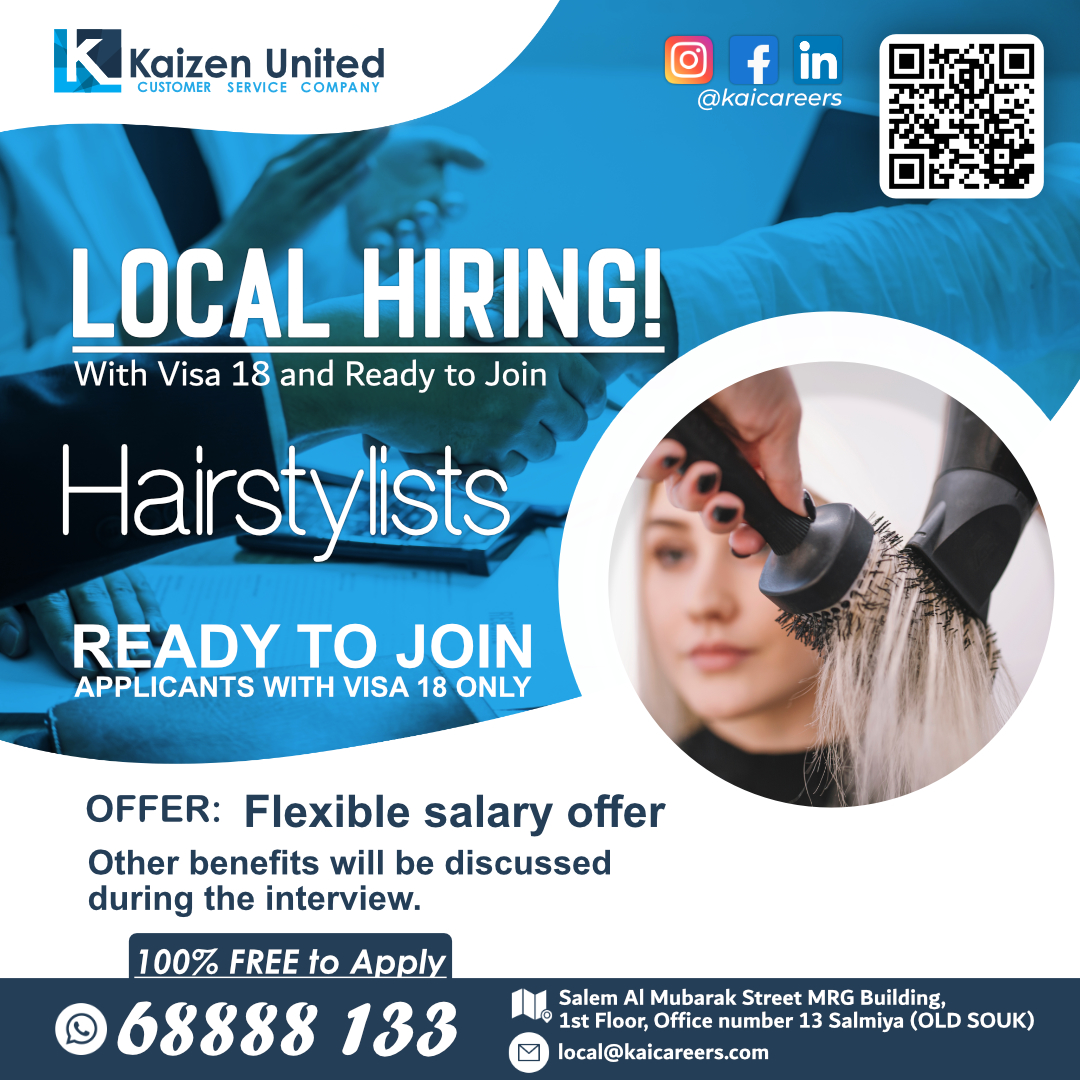 K Kaizen United
CUSTOMER SERVICE COMPANY
@kaicareers
LOCAL HIRING!
With Visa 18 and Ready to Join
Hairstylists
READY TO JOIN
APPLICANTS WITH VISA 18 ONLY
OFFER: Flexible salary offer
Other benefits will be discussed
during the interview.
100% FREE to Apply
68888 133
Salem Al Mubarak Street MRG Building,
1st Floor, Office number 13 Salmiya (OLD SOUK)
local@kaicareers.com